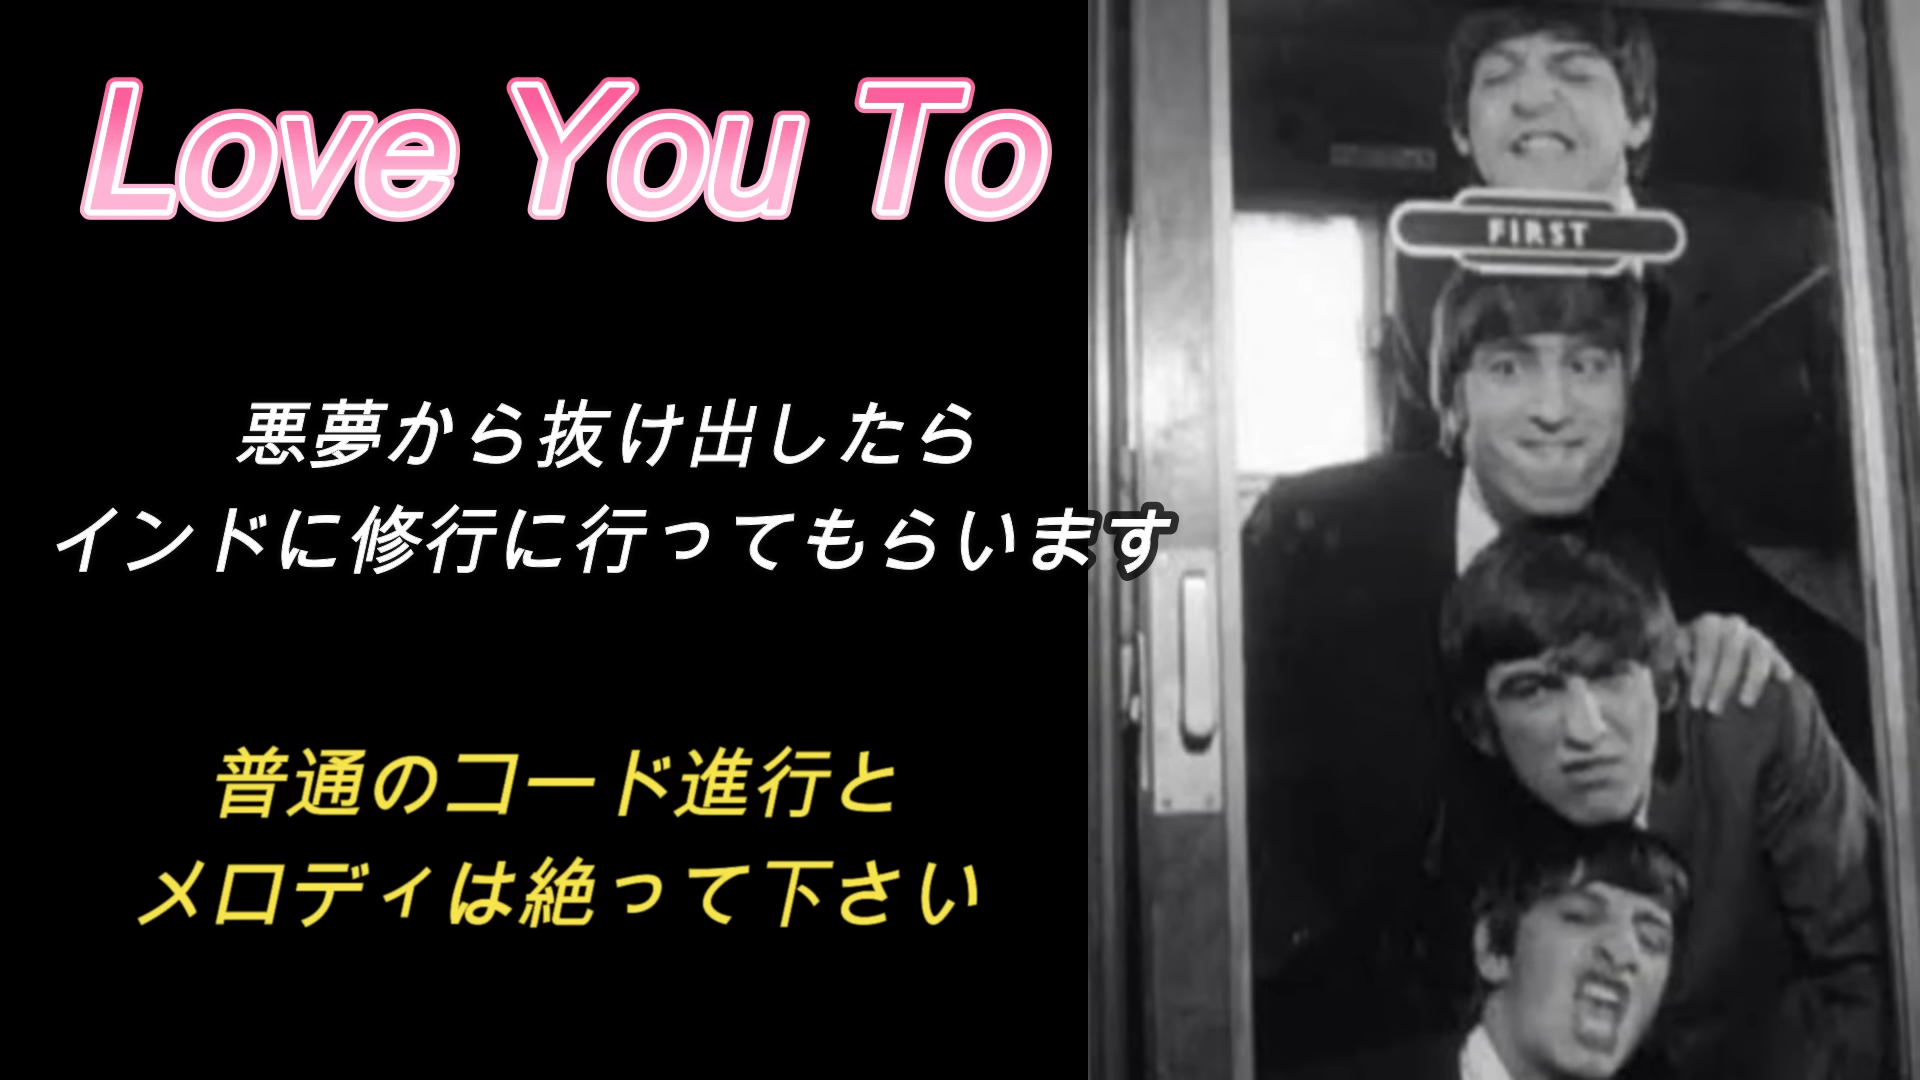 Love You To
FIRST
悪夢から抜け出したら
インドに修行に行ってもらいます
普通のコード進行と
メロディは絶って下さい